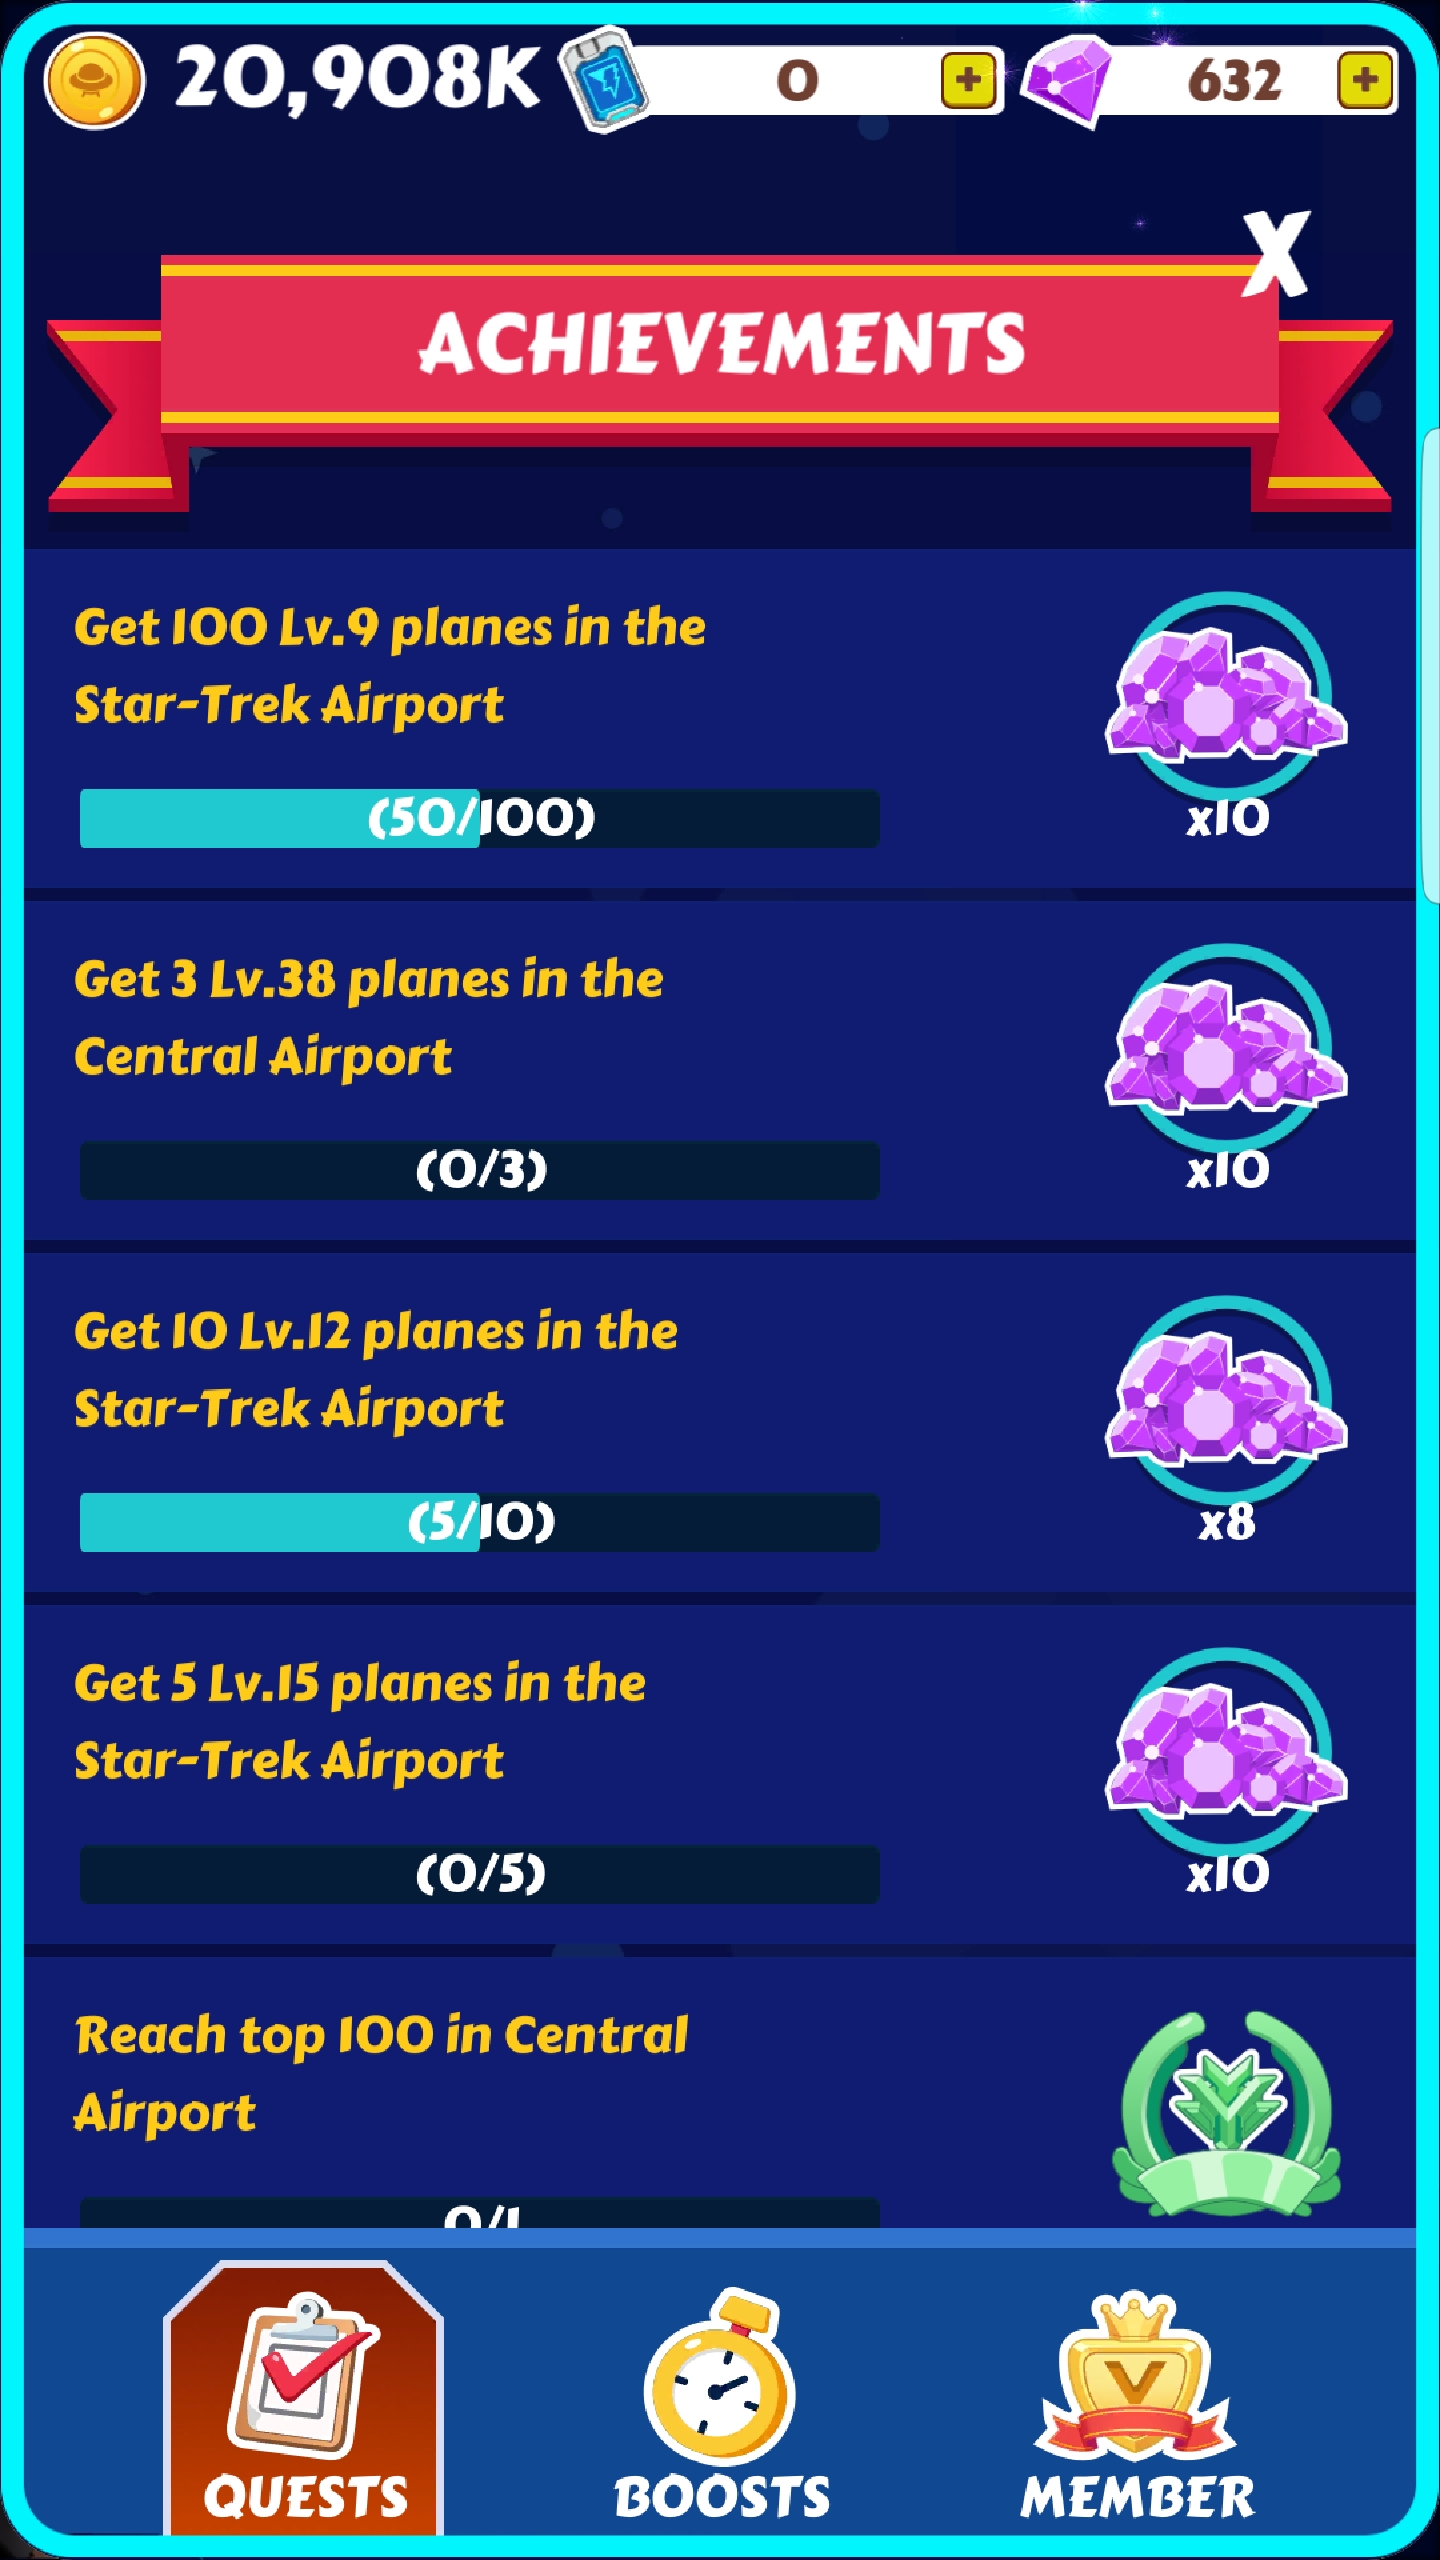 20,908K 0 + 632 +
X
ACHIEVEMENTS
Get 100 Lv.9 planes in the
Star-Trek Airport
(50/100)
x10
Get 3 Lv.38 planes in the
Central Airport
(0/3)
x10
Get 10 Lv.12 planes in the
Star-Trek Airport
(5/10)
x8
Get 5 Lv.15 planes in the
Star-Trek Airport
(0/5)
x10
Reach top 100 in Central
Airport
0/1
V
QUESTS BOOSTS MEMBER